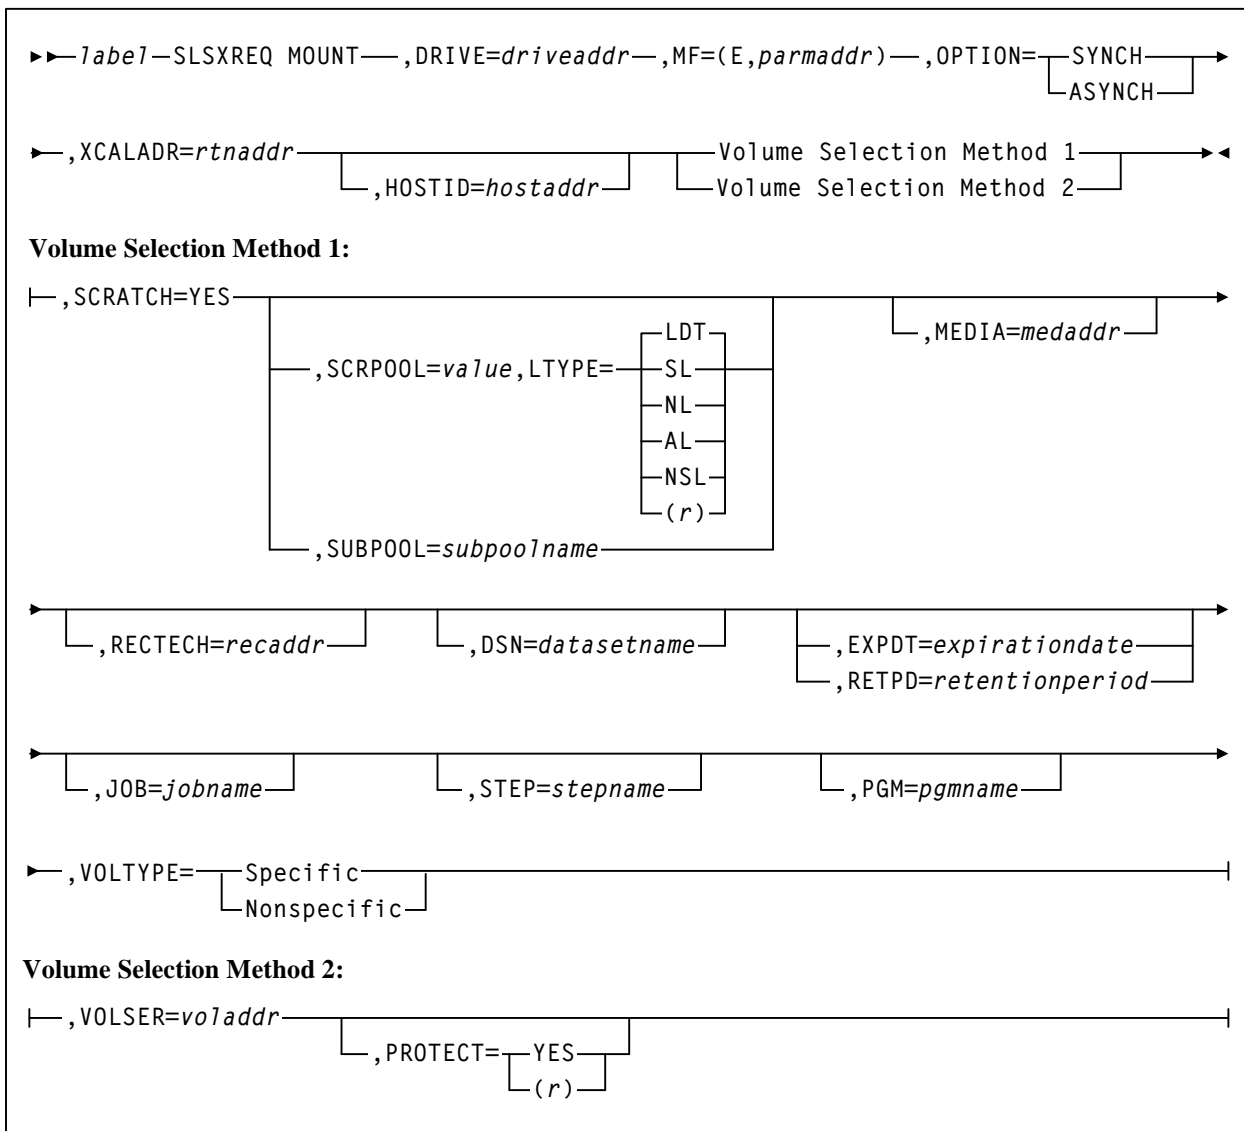 label SLSXREQ MOUNT ,DRIVE=driveaddr ,MF=(E,parmaddr) ,OPTION= SYNCH
ASYNCH
,XCALADR=rtnaddr Volume Selection Method 1
,HOSTID=hostaddr Volume Selection Method 2
Volume Selection Method 1:
,SCRATCH=YES
,MEDIA=medaddr
LDT
,SCRPOOL=value,LTYPE= SL
NL
AL
NSL
(r)
,SUBPOOL=subpoolname
,RECTECH=recaddr ,DSN=datasetname ,EXPDT=expirationdate
,RETPD=retentionperiod
,JOB=jobname ,STEP=stepname ,PGM=pgmname
,VOLTYPE= Specific
Nonspecific
Volume Selection Method 2:
,VOLSER=voladdr
,PROTECT= YES
(r)